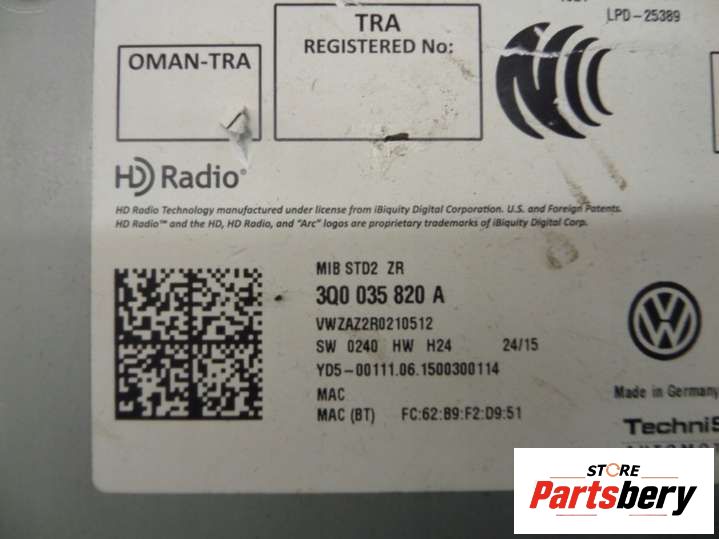 LPD-25389
TRA
REGISTERED No:
OMAN-TRA
HD Radio®
HD Radio Technology manufactured under license from iBiquity Digital Corporation. U.S. and Foreign Patents.
HD Radio™ and the HD, HD Radio, and "Arc" logos are proprietary trademarks of iBiquity Digital Corp.
MIB STD2 ZR
3Q0 035 820 A
VWZAZ2R0210512
SW 0240 HW H24 24/15
YD5-00111.06.1500300114
MAC
MAC (BT) FC:62:B9:F2:D9:51
Made in Germany
TechniS
STORE
Partsbery